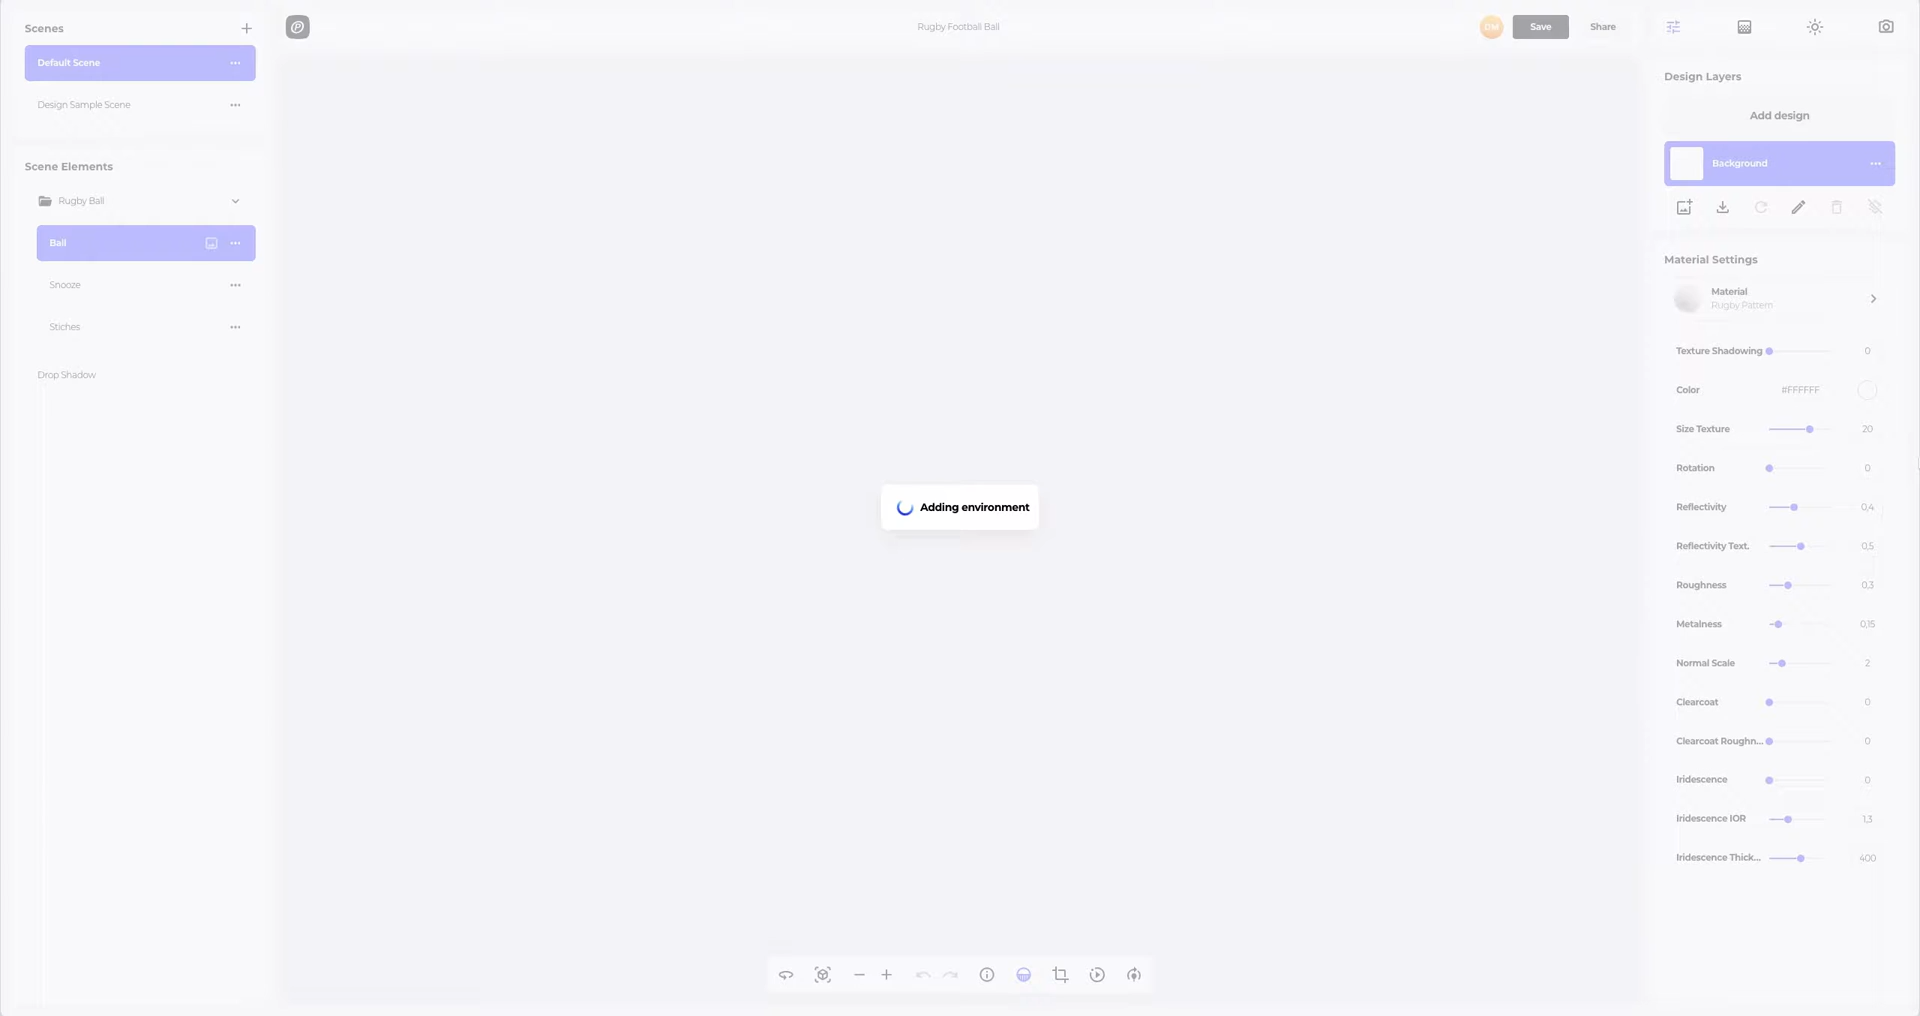 Scenes
Default Scene
Design Sample Scene
Scene Elements
Rugby Ball
Ball
Snooze
Stiches
Drop Shadow
Rugby Football Ball
DM
Save
Share
Adding environment
Design Layers
Add design
Background
Material Settings
Material
Rugby Pattern
Texture Shadowing 0
Color #FFFFFF
Size Texture 20
Rotation 0
Reflectivity 0,4
Reflectivity Text. 0,5
Roughness 0,3
Metalness 0,15
Normal Scale 2
Clearcoat 0
Clearcoat Roughn... 0
Iridescence 0
Iridescence IOR 1,3
Iridescence Thick... 400